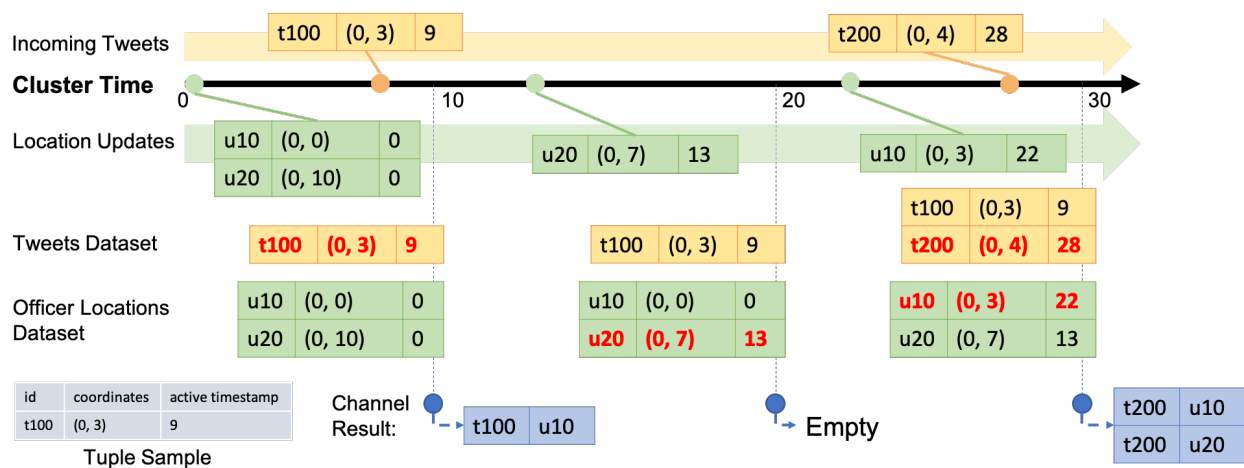 t100 (0, 3) 9
t200 (0, 4) 28
Incoming Tweets
Cluster Time
0 10 20 30
Location Updates
u10 (0, 0) 0
u20 (0, 10) 0
u20 (0, 7) 13
u10 (0, 3) 22
Tweets Dataset
t100 (0, 3) 9
t100 (0, 3) 9
t100 (0,3) 9
t200 (0, 4) 28
Officer Locations
Dataset
u10 (0, 0) 0
u20 (0, 10) 0
u10 (0, 0) 0
u20 (0, 7) 13
u10 (0, 3) 22
u20 (0, 7) 13
id coordinates active timestamp
t100 (0, 3) 9
Tuple Sample
Channel
Result:
t100 u10
Empty
t200 u10
t200 u20